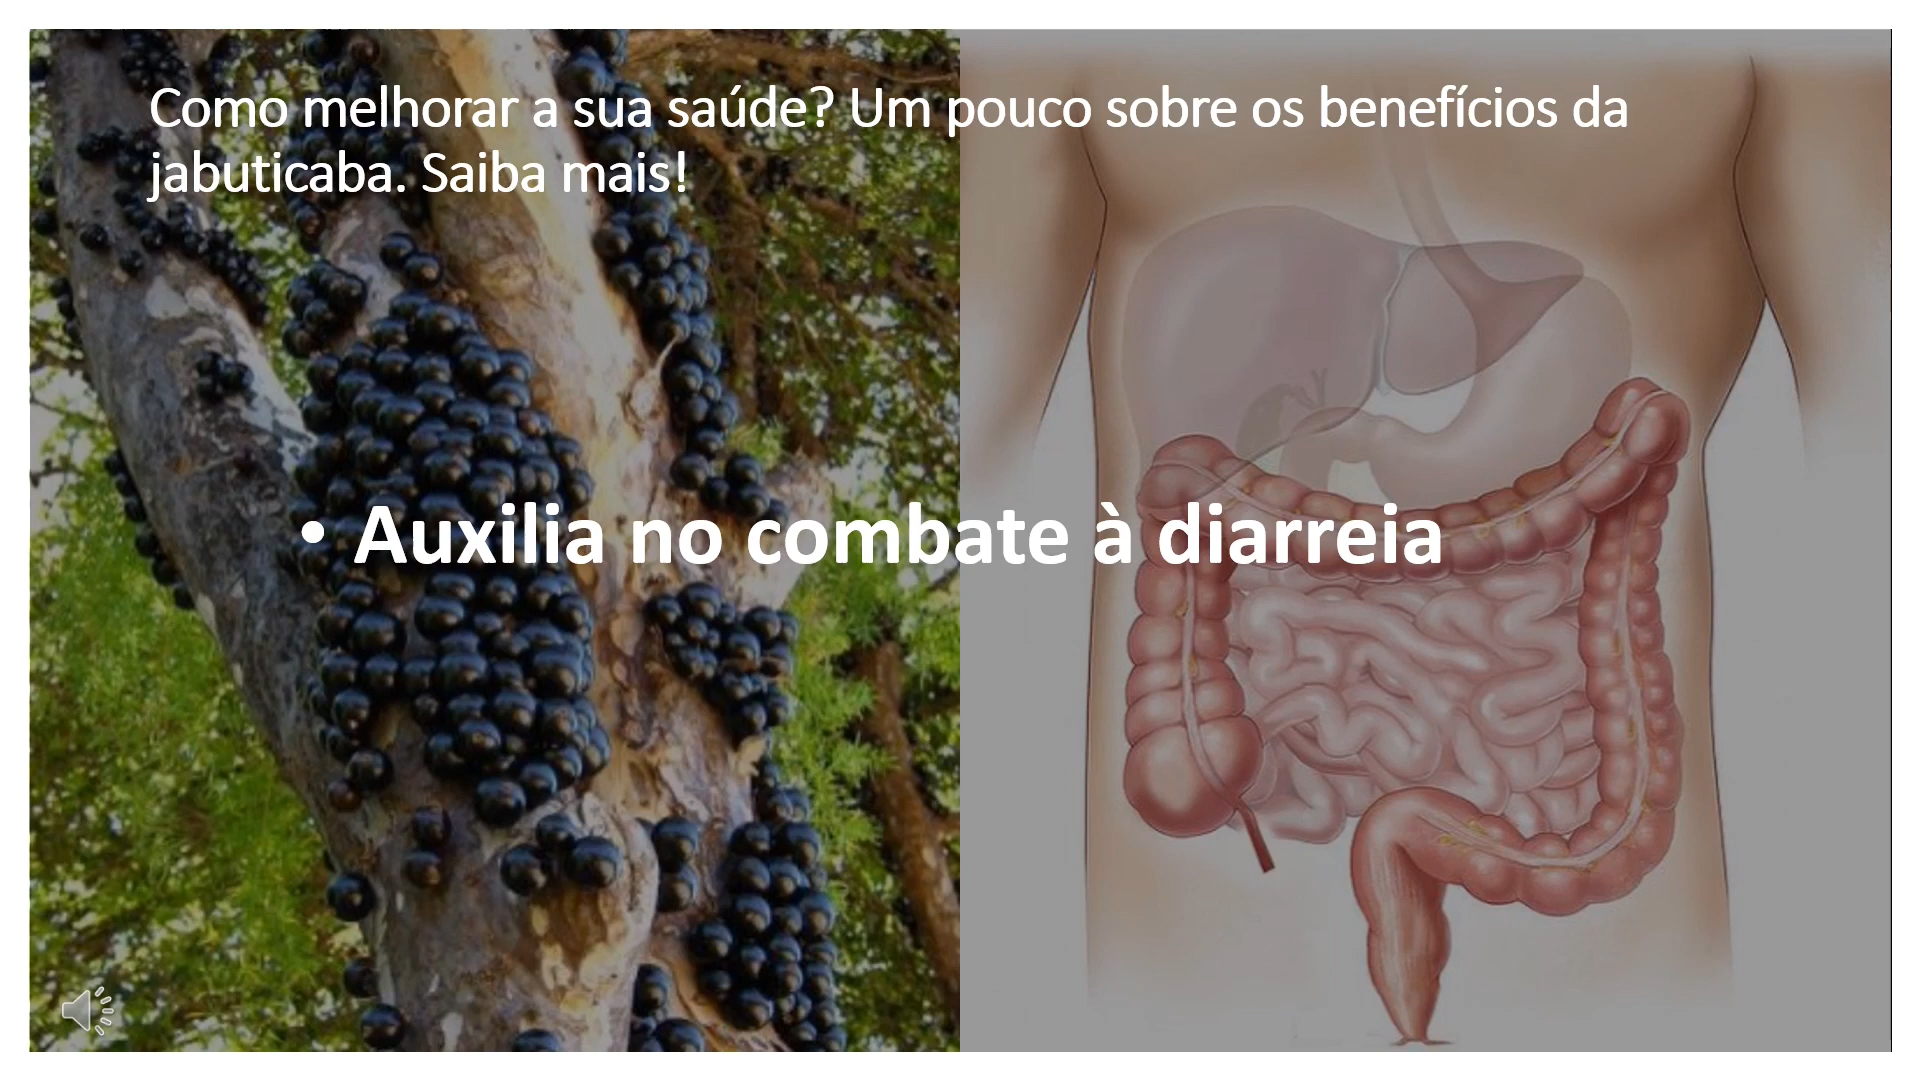 Como melhorar a sua saúde? Um pouco sobre os benefícios da
jabuticaba. Saiba mais!
• Auxilia no combate à diarreia